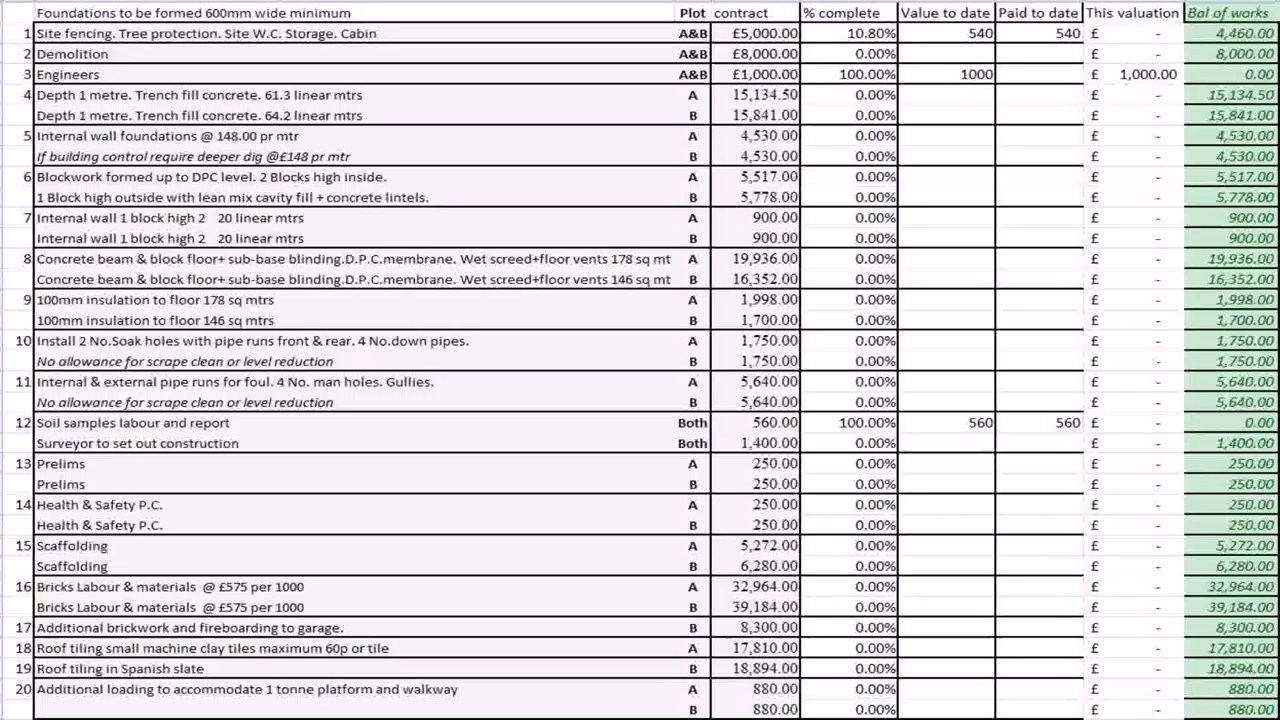 Foundations to be formed 600mm wide minimum Plot contract % complete Value to date Paid to date This valuation Bal of works
1 Site fencing. Tree protection. Site W.C. Storage. Cabin A&B £5,000.00 10.80% 540 540 £ - 4,460.00
2 Demolition A&B £8,000.00 0.00% £ - 8,000.00
3 Engineers A&B £1,000.00 100.00% 1000 £ 1,000.00 0.00
4 Depth 1 metre. Trench fill concrete. 61.3 linear mtrs A 15,134.50 0.00% £ - 15,134.50
Depth 1 metre. Trench fill concrete. 64.2 linear mtrs B 15,841.00 0.00% £ - 15,841.00
5 Internal wall foundations @ 148.00 pr mtr A 4,530.00 0.00% £ - 4,530.00
If building control require deeper dig @£148 pr mtr B 4,530.00 0.00% £ - 4,530.00
6 Blockwork formed up to DPC level. 2 Blocks high inside. A 5,517.00 0.00% £ - 5,517.00
1 Block high outside with lean mix cavity fill + concrete lintels. B 5,778.00 0.00% £ - 5,778.00
7 Internal wall 1 block high 2 20 linear mtrs A 900.00 0.00% £ - 900.00
Internal wall 1 block high 2 20 linear mtrs B 900.00 0.00% £ - 900.00
8 Concrete beam & block floor+ sub-base blinding.D.P.C.membrane. Wet screed+floor vents 178 sq mt A 19,936.00 0.00% £ - 19,936.00
Concrete beam & block floor+ sub-base blinding.D.P.C.membrane. Wet screed+floor vents 146 sq mt B 16,352.00 0.00% £ - 16,352.00
9 100mm insulation to floor 178 sq mtrs A 1,998.00 0.00% £ - 1,998.00
100mm insulation to floor 146 sq mtrs B 1,700.00 0.00% £ - 1,700.00
10 Install 2 No.Soak holes with pipe runs front & rear. 4 No.down pipes. A 1,750.00 0.00% £ - 1,750.00
No allowance for scrape clean or level reduction B 1,750.00 0.00% £ - 1,750.00
11 Internal & external pipe runs for foul. 4 No. man holes. Gullies. A 5,640.00 0.00% £ - 5,640.00
No allowance for scrape clean or level reduction B 5,640.00 0.00% £ - 5,640.00
12 Soil samples labour and report Both 560.00 100.00% 560 560 £ - 0.00
Surveyor to set out construction Both 1,400.00 0.00% £ - 1,400.00
13 Prelims A 250.00 0.00% £ - 250.00
Prelims B 250.00 0.00% £ - 250.00
14 Health & Safety P.C. A 250.00 0.00% £ - 250.00
Health & Safety P.C. B 250.00 0.00% £ - 250.00
15 Scaffolding A 5,272.00 0.00% £ - 5,272.00
Scaffolding B 6,280.00 0.00% £ - 6,280.00
16 Bricks Labour & materials @ £575 per 1000 A 32,964.00 0.00% £ - 32,964.00
Bricks Labour & materials @ £575 per 1000 B 39,184.00 0.00% £ - 39,184.00
17 Additional brickwork and fireboarding to garage. B 8,300.00 0.00% £ - 8,300.00
18 Roof tiling small machine clay tiles maximum 60p or tile A 17,810.00 0.00% £ - 17,810.00
19 Roof tiling in Spanish slate B 18,894.00 0.00% £ - 18,894.00
20 Additional loading to accommodate 1 tonne platform and walkway A 880.00 0.00% £ - 880.00
B 880.00 0.00% £ - 880.00